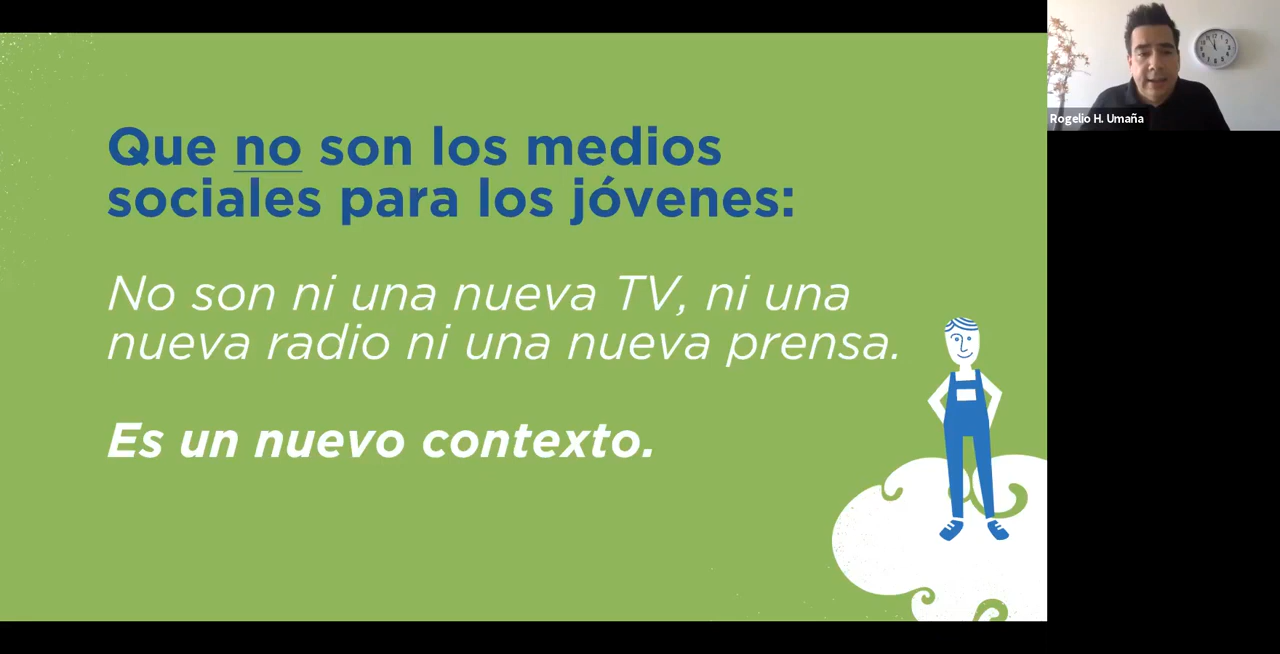 Que no son los medios
sociales para los jóvenes:
No son ni una nueva TV, ni una
nueva radio ni una nueva prensa.
Es un nuevo contexto.
Rogelio H. Umaña